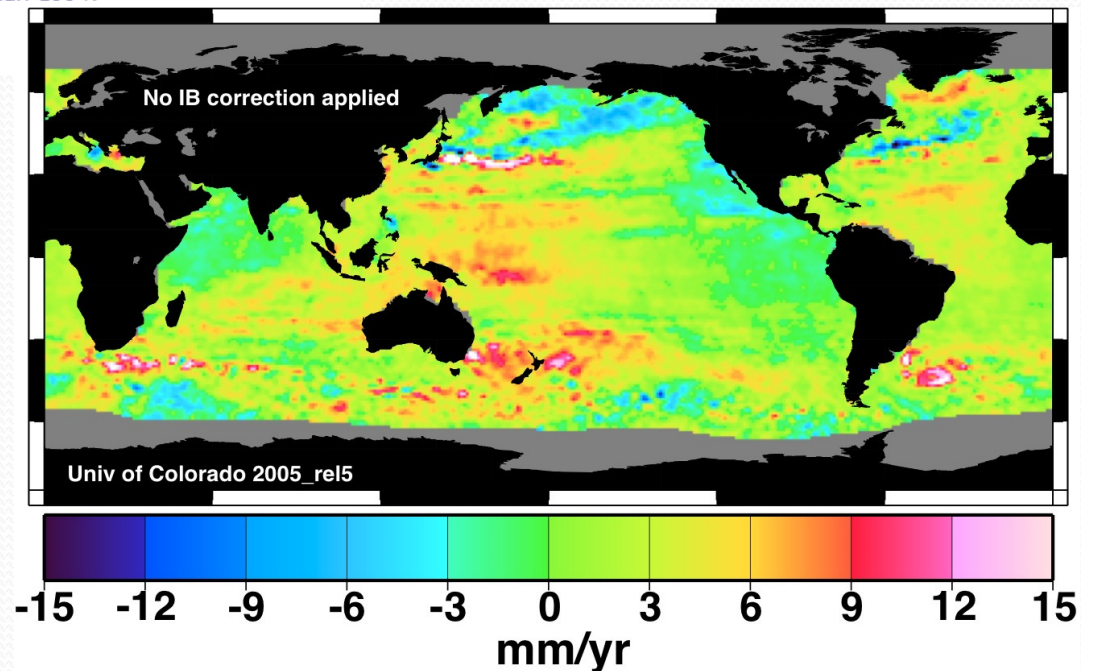 No IB correction applied
Univ of Colorado 2005_rel5
-15 -12 -9 -6 -3 0 3 6 9 12 15
mm/yr